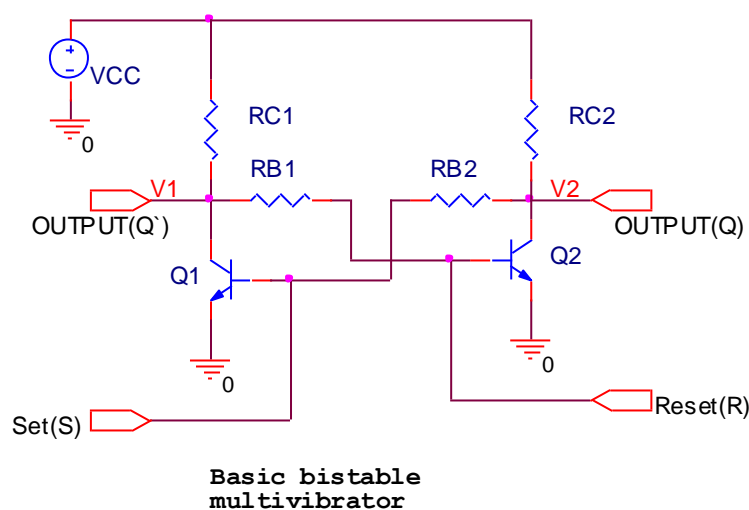 VCC
0
RC1
RC2
RB1
RB2
V1
V2
OUTPUT(Q`)
OUTPUT(Q)
Q1
Q2
0
0
Set(S)
Reset(R)
Basic bistable
multivibrator